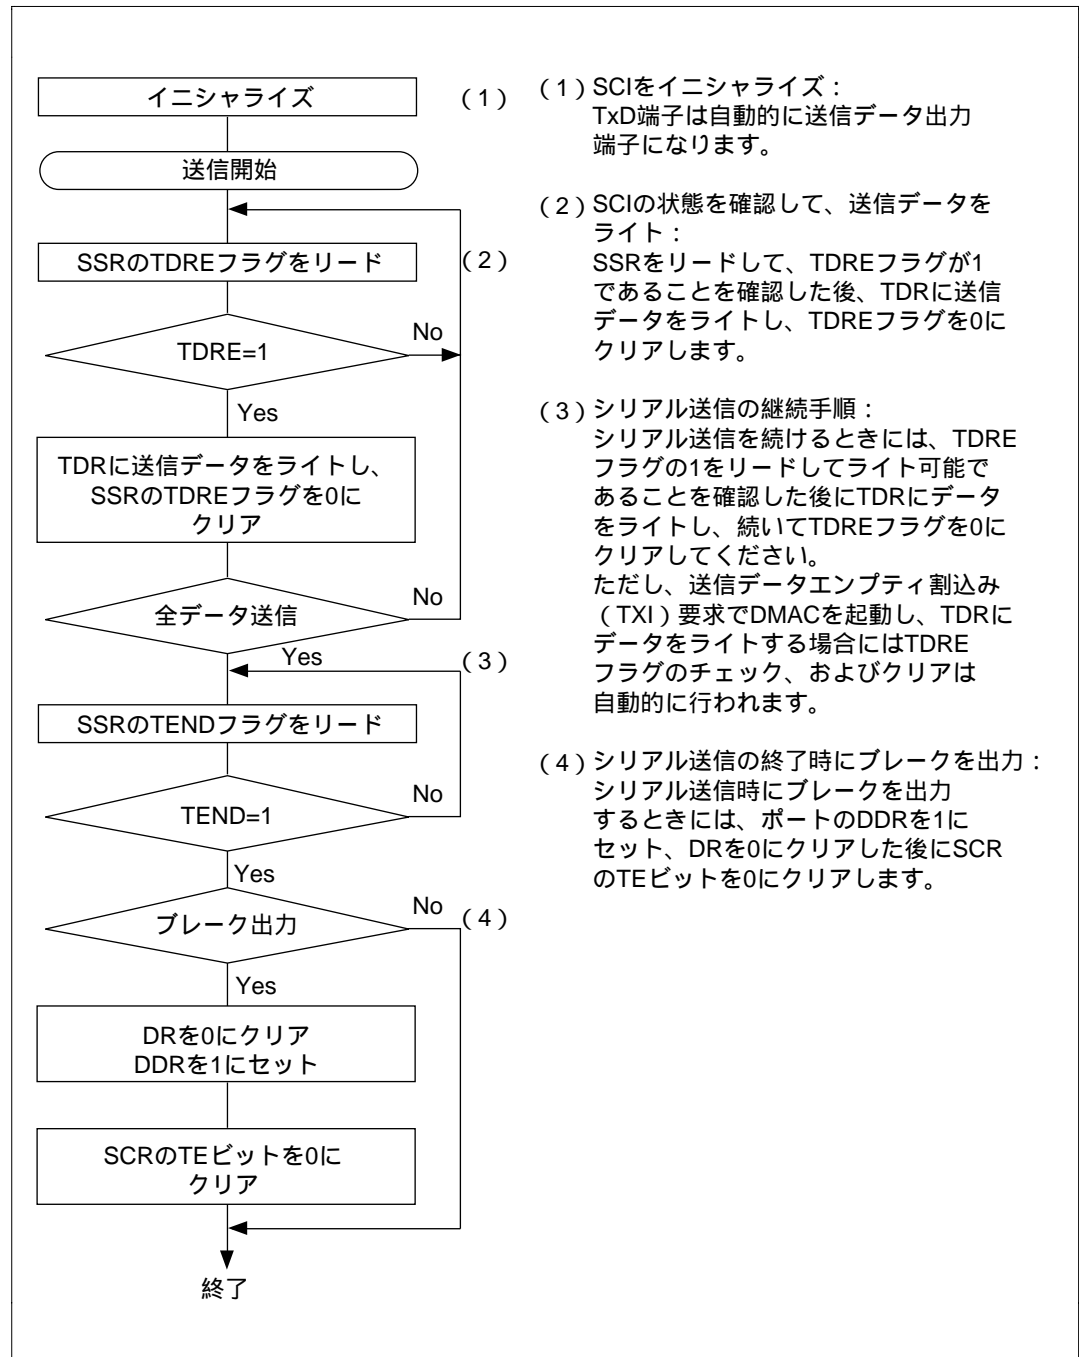 イニシャライズ
(1)
送信開始
SSRのTDREフラグをリード
(2)
TDRE=1
No
Yes
TDRに送信データをライトし、
SSRのTDREフラグを0に
クリア
全データ送信
No
Yes
(3)
SSRのTENDフラグをリード
TEND=1
No
Yes
ブレーク出力
No
(4)
Yes
DRを0にクリア
DDRを1にセット
SCRのTEビットを0に
クリア
終了
(1)SCIをイニシャライズ:
TxD端子は自動的に送信データ出力
端子になります。
(2)SCIの状態を確認して、送信データを
ライト:
SSRをリードして、TDREフラグが1
であることを確認した後、TDRに送信
データをライトし、TDREフラグを0に
クリアします。
(3)シリアル送信の継続手順:
シリアル送信を続けるときには、TDRE
フラグの1をリードしてライト可能で
あることを確認した後にTDRにデータ
をライトし、続いてTDREフラグを0に
クリアしてください。
ただし、送信データエンプティ割込み
(TXI)要求でDMACを起動し、TDRに
データをライトする場合にはTDRE
フラグのチェック、およびクリアは
自動的に行われます。
(4)シリアル送信の終了時にブレークを出力:
シリアル送信時にブレークを出力
するときには、ポートのDDRを1に
セット、DRを0にクリアした後にSCR
のTEビットを0にクリアします。